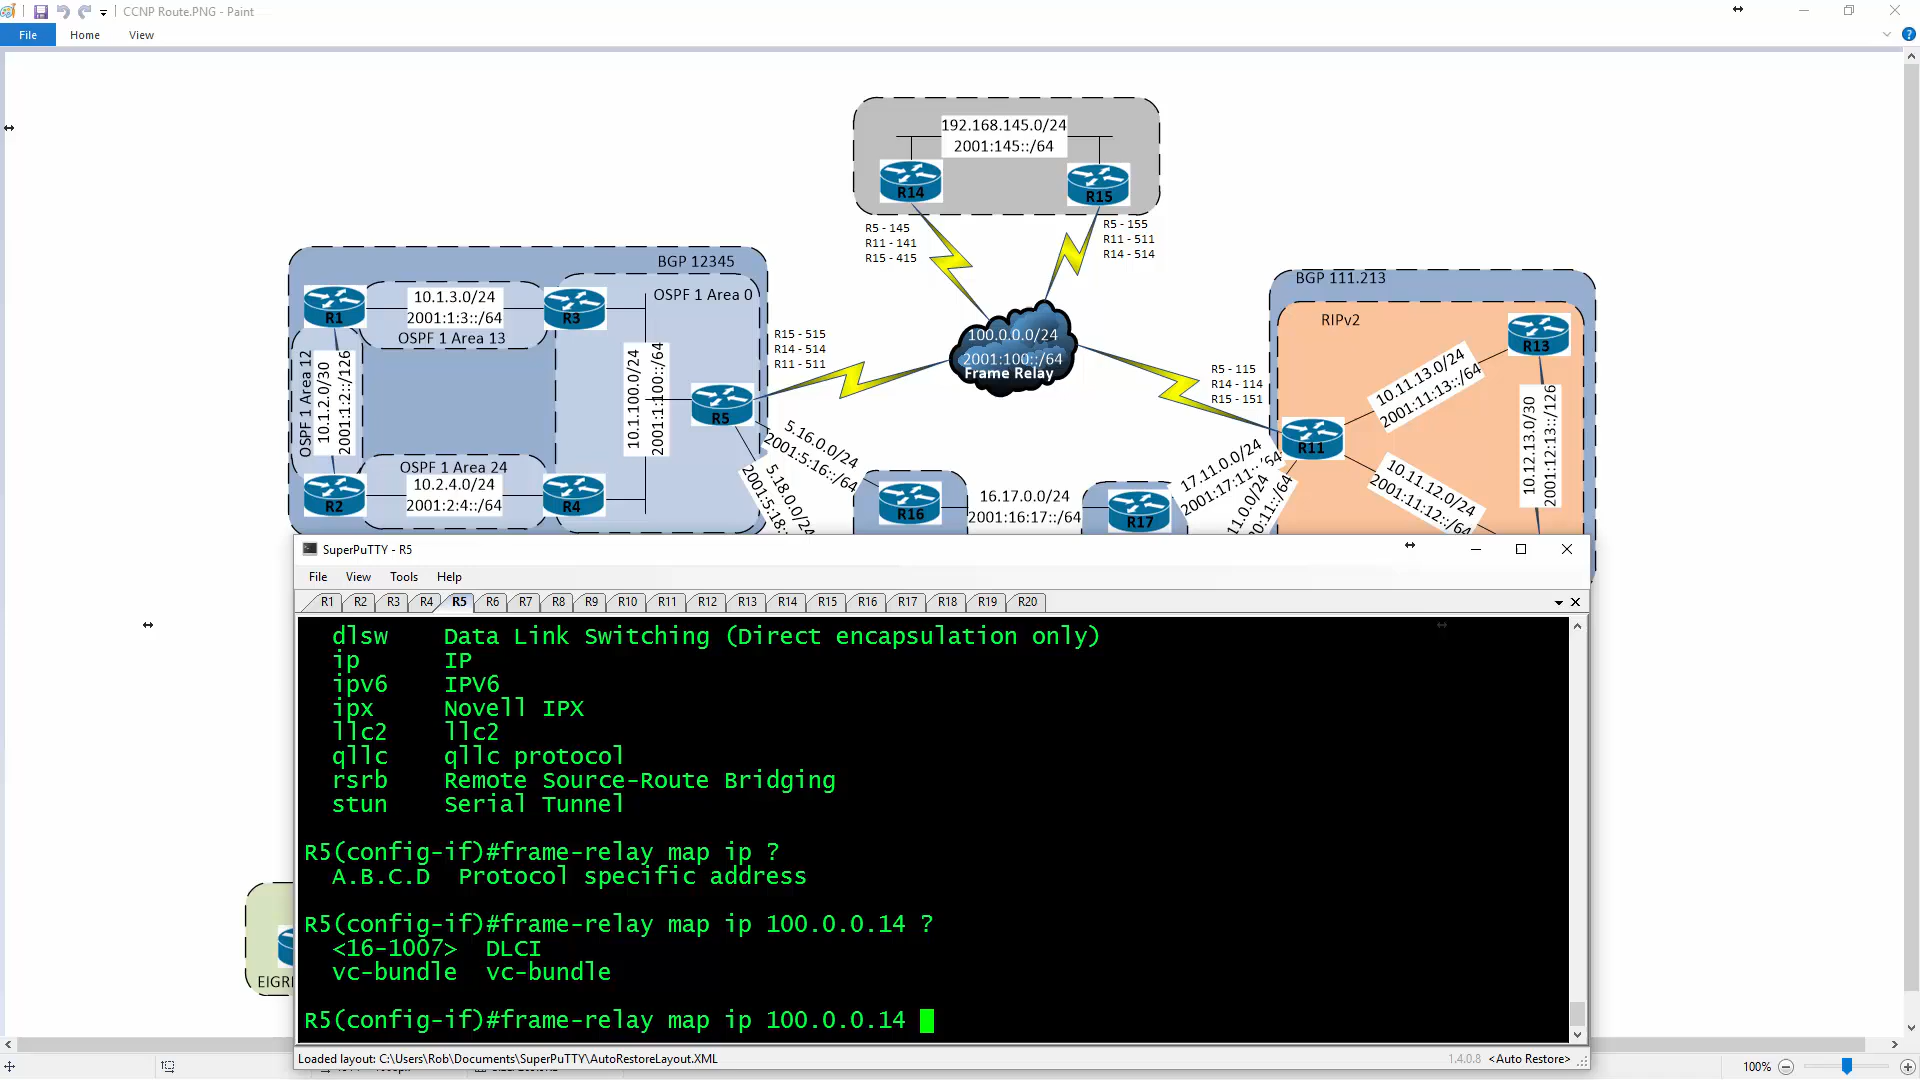 CCNP Route.PNG - Paint
File
Home
View
192.168.145.0/24
2001:145::/64
R14
R15
R5 - 145
R11 - 141
R15 - 415
R5 - 155
R11 - 511
R14 - 514
BGP 12345
OSPF 1 Area 0
R1
10.1.3.0/24
2001:1:3::/64
R3
OSPF 1 Area 13
OSPF 1 Area 12
10.1.2.0/30
2001:1:2::/126
10.1.100.0/24
2001:1:100::/64
R5
OSPF 1 Area 24
R2
10.2.4.0/24
2001:2:4::/64
R4
R15 - 515
R14 - 514
R11 - 511
100.0.0.0/24
2001:100::/64
Frame Relay
R5 - 115
R14 - 114
R15 - 151
BGP 111.213
RIPv2
R13
10.11.13.0/24
2001:11:13::/64
R11
10.12.13.0/30
2001:12:13::/126
10.11.12.0/24
2001:11:12::/64
5.16.0.0/24
2001:5:16::/64
5.18.0.0/24
2001:5:18::
R16
16.17.0.0/24
2001:16:17::/64
R17
17.11.0.0/24
2001:17:11::/64
11.0.0/24
EIGR
SuperPuTTY - R5
File View Tools Help
R1 R2 R3 R4 R5 R6 R7 R8 R9 R10 R11 R12 R13 R14 R15 R16 R17 R18 R19 R20
dlsw Data Link Switching (Direct encapsulation only)
ip IP
ipv6 IPV6
ipx Novell IPX
llc2 llc2
qllc qllc protocol
rsrb Remote Source-Route Bridging
stun Serial Tunnel
R5(config-if)#frame-relay map ip ?
A.B.C.D Protocol specific address
R5(config-if)#frame-relay map ip 100.0.0.14 ?
<16-1007> DLCI
vc-bundle vc-bundle
R5(config-if)#frame-relay map ip 100.0.0.14
Loaded layout: C:\Users\Rob\Documents\SuperPuTTY\AutoRestoreLayout.XML
1.4.0.8 <Auto Restore>
100%